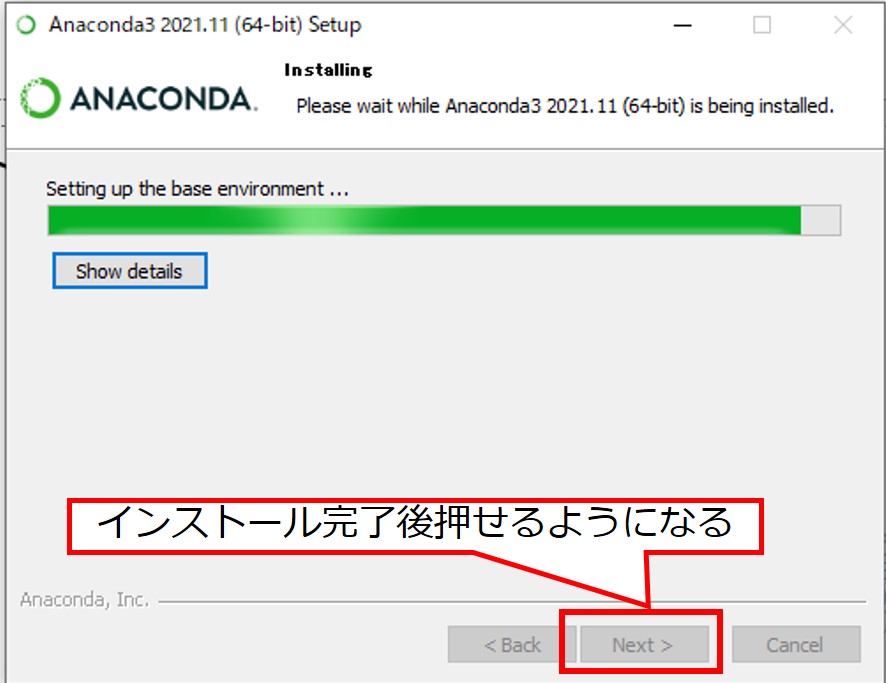 Anaconda3 2021.11 (64-bit) Setup
ANACONDA.
Installing
Please wait while Anaconda3 2021.11 (64-bit) is being installed.
Setting up the base environment ...
Show details
インストール完了後押せるようになる
Anaconda, Inc.
< Back
Next >
Cancel